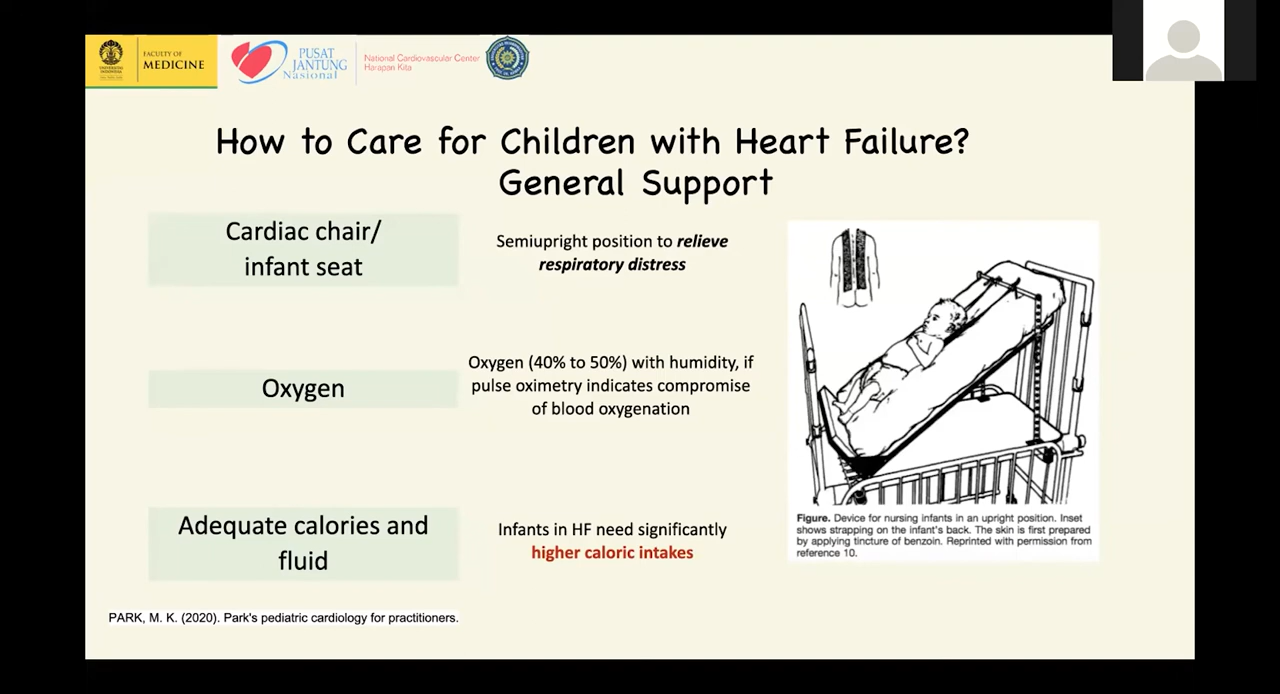 UNIVERSITAS
INDONESIA
FACULTY OF
MEDICINE
PUSAT
JANTUNG
Nasional
National Cardiovascular Center
Harapan Kita
How to Care for Children with Heart Failure?
General Support
Cardiac chair/
infant seat
Semiupright position to relieve
respiratory distress
Oxygen
Oxygen (40% to 50%) with humidity, if
pulse oximetry indicates compromise
of blood oxygenation
Adequate calories and
fluid
Infants in HF need significantly
higher caloric intakes
Figure. Device for nursing infants in an upright position. Inset
shows strapping on the infant's back. The skin is first prepared
by applying tincture of benzoin. Reprinted with permission from
reference 10.
PARK, M. K. (2020). Park's pediatric cardiology for practitioners.